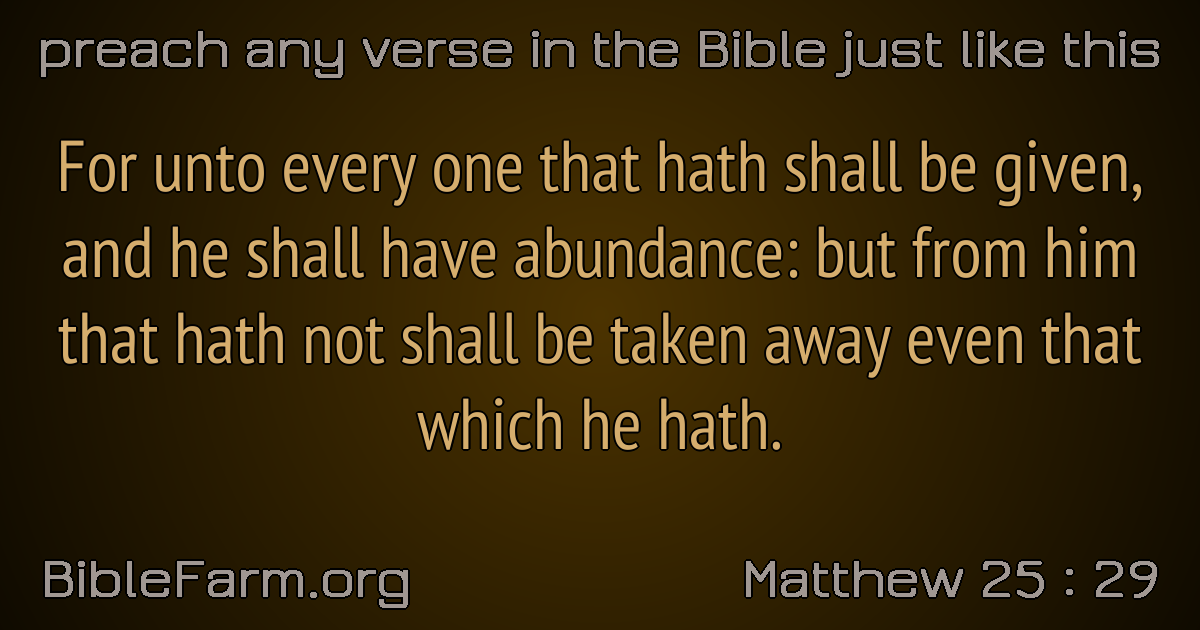 preach any verse in the Bible just like this
For unto every one that hath shall be given,
and he shall have abundance: but from him
that hath not shall be taken away even that
which he hath.
BibleFarm.org
Matthew 25 : 29